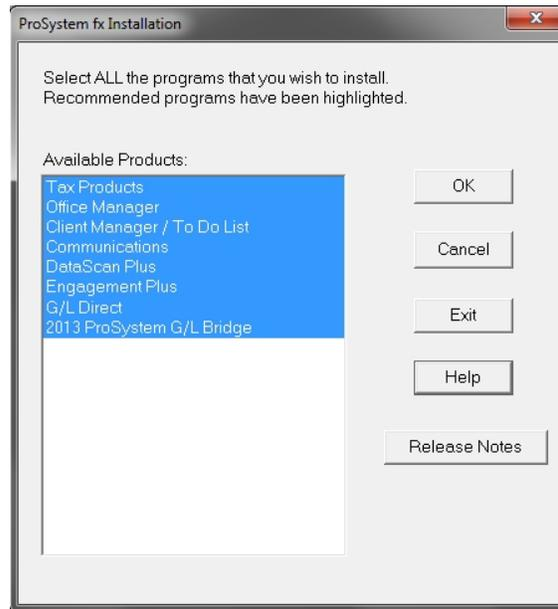 ProSystem fx Installation
Select ALL the programs that you wish to install.
Recommended programs have been highlighted.
Available Products:
Tax Products
Office Manager
Client Manager / To Do List
Communications
DataScan Plus
Engagement Plus
G/L Direct
2013 ProSystem G/L Bridge
OK
Cancel
Exit
Help
Release Notes